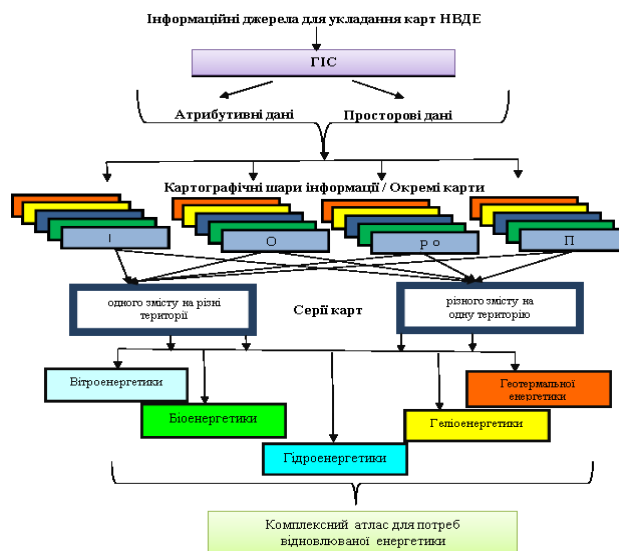 Інформаційні джерела для укладання карт НВДЕ
ГІС
Атрибутивні дані
Просторові дані
Картографічні шари інформації / Окремі карти
І
О
р о
П
одного змісту на різні
території
Серії карт
різного змісту на
одну територію
Вітроенергетики
Геотермальної
енергетики
Біоенергетики
Геліоенергетики
Гідроенергетики
Комплексний атлас для потреб
відновлюваної енергетики